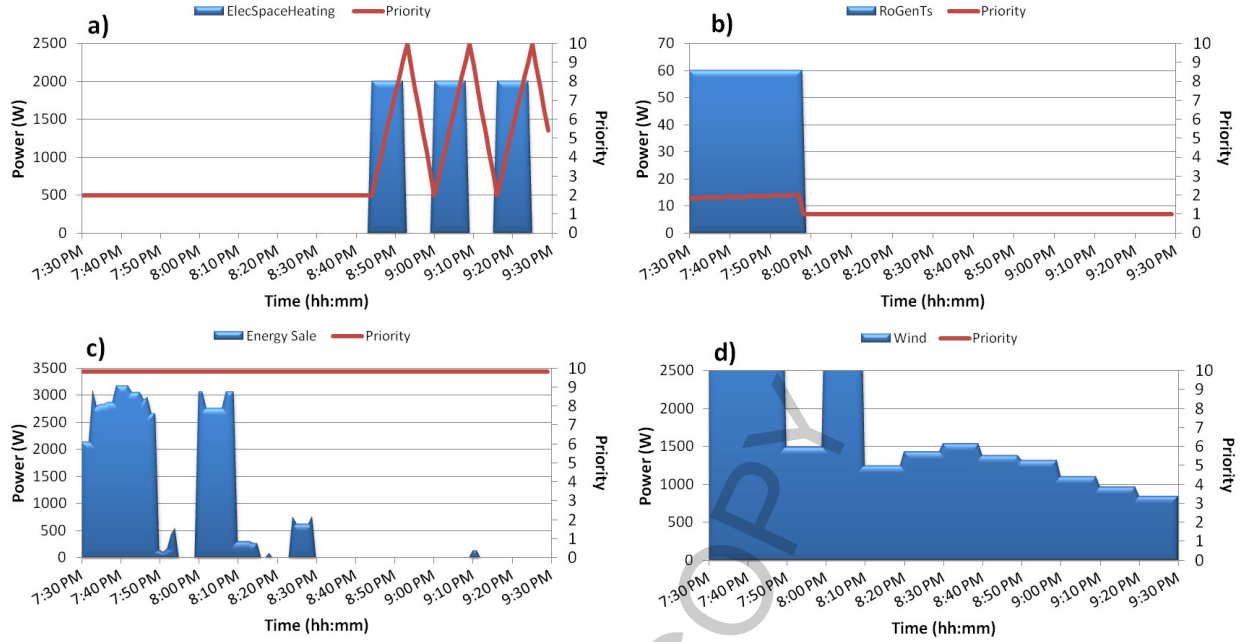 a)
ElecSpaceHeating Priority
2500 2000 1500 1000 500 0
10 9 8 7 6 5 4 3 2 1 0
Power (W)
Priority
7:30 PM 7:40 PM 7:50 PM 8:00 PM 8:10 PM 8:20 PM 8:30 PM 8:40 PM 8:50 PM 9:00 PM 9:10 PM 9:20 PM 9:30 PM
Time (hh:mm)
b)
RoGenTs Priority
70 60 50 40 30 20 10 0
10 9 8 7 6 5 4 3 2 1 0
Power (W)
Priority
7:30 PM 7:40 PM 7:50 PM 8:00 PM 8:10 PM 8:20 PM 8:30 PM 8:40 PM 8:50 PM 9:00 PM 9:10 PM 9:20 PM 9:30 PM
Time (hh:mm)
c)
Energy Sale Priority
3500 3000 2500 2000 1500 1000 500 0
10 9 8 7 6 5 4 3 2 1 0
Power (W)
Priority
7:30 PM 7:40 PM 7:50 PM 8:00 PM 8:10 PM 8:20 PM 8:30 PM 8:40 PM 8:50 PM 9:00 PM 9:10 PM 9:20 PM 9:30 PM
Time (hh:mm)
d)
Wind Priority
2500 2000 1500 1000 500 0
10 9 8 7 6 5 4 3 2 1 0
Power (W)
Priority
7:30 PM 7:40 PM 7:50 PM 8:00 PM 8:10 PM 8:20 PM 8:30 PM 8:40 PM 8:50 PM 9:00 PM 9:10 PM 9:20 PM 9:30 PM
Time (hh:mm)
COPY